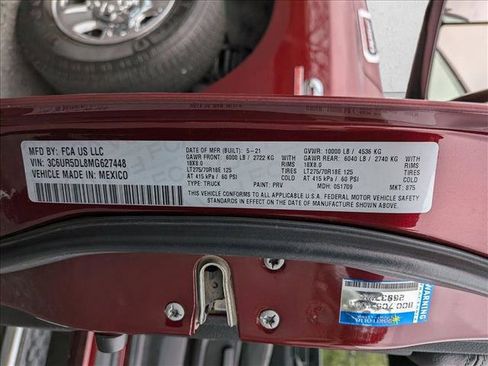 MFD BY: FCA US LLC
VIN: 3C6UR5DL8MG627448
VEHICLE MADE IN: MEXICO
DATE OF MFR (BUILT): 5-21
GVWR: 10000 LB / 4536 KG
GAWR FRONT: 6000 LB / 2722 KG
WITH
GAWR REAR: 6040 LB / 2740 KG
WITH
18X8.0
RIMS
18X8.0
RIMS
LT275/70R18E 125
TIRES
LT275/70R18E 125
TIRES
AT 415 kPa / 60 PSI
COLD
AT 415 kPa / 60 PSI
COLD
TYPE: TRUCK
PAINT: PRV
MDH: 051709
MKT: 875
THIS VEHICLE CONFORMS TO ALL APPLICABLE U.S.A. FEDERAL MOTOR VEHICLE SAFETY
STANDARDS IN EFFECT ON THE DATE OF MANUFACTURE SHOWN ABOVE
WARNING